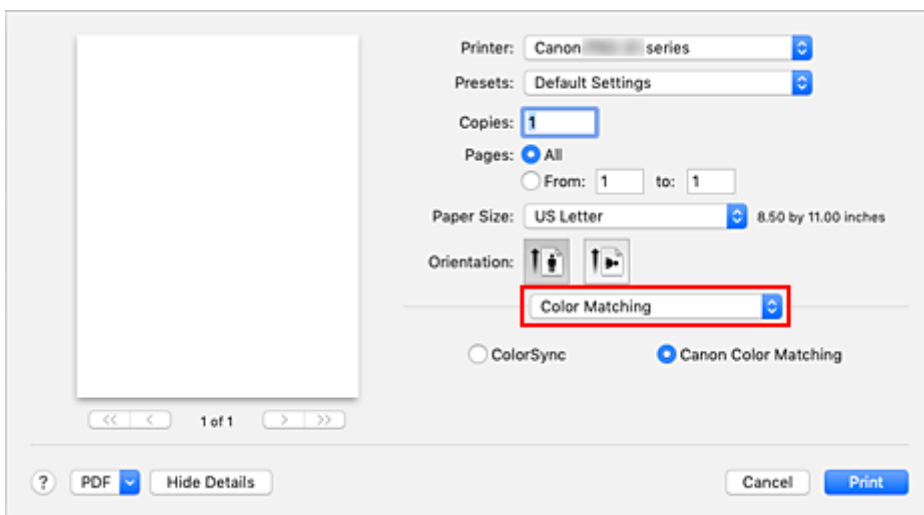 Printer: Canon series
Presets: Default Settings
Copies: 1
Pages: All
From: 1 to: 1
Paper Size: US Letter 8.50 by 11.00 inches
Orientation:
Color Matching
ColorSync Canon Color Matching
<< < 1 of 1 > >>
? PDF Hide Details Cancel Print